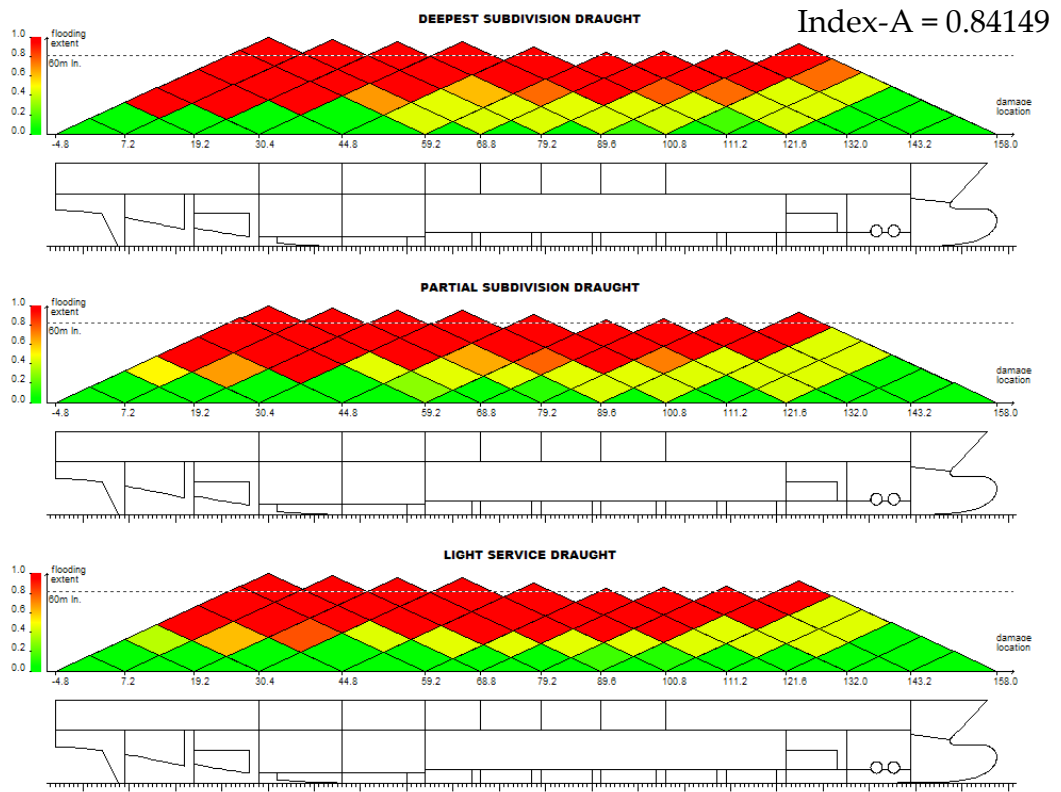 DEEPEST SUBDIVISION DRAUGHT
Index-A = 0.84149
1.0
flooding
extent
0.8
60m ln.
0.6
0.4
0.2
0.0
damage
location
-4.8 7.2 19.2 30.4 44.8 59.2 68.8 79.2 89.6 100.8 111.2 121.6 132.0 143.2 158.0
PARTIAL SUBDIVISION DRAUGHT
1.0
flooding
extent
0.8
60m ln.
0.6
0.4
0.2
0.0
damage
location
-4.8 7.2 19.2 30.4 44.8 59.2 68.8 79.2 89.6 100.8 111.2 121.6 132.0 143.2 158.0
LIGHT SERVICE DRAUGHT
1.0
flooding
extent
0.8
60m ln.
0.6
0.4
0.2
0.0
damage
location
-4.8 7.2 19.2 30.4 44.8 59.2 68.8 79.2 89.6 100.8 111.2 121.6 132.0 143.2 158.0